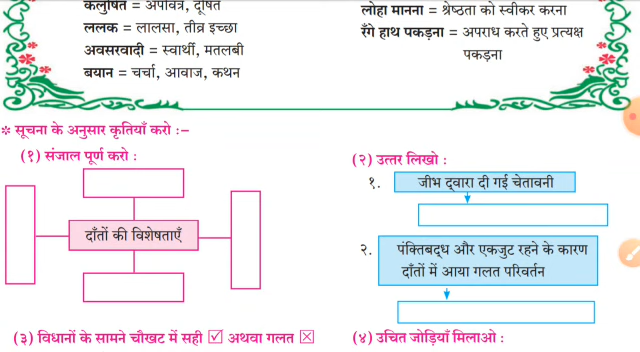 कलुषित = अपवित्र, दूषित
ललक = लालसा, तीव्र इच्छा
अवसरवादी = स्वार्थी, मतलबी
बयान = चर्चा, आवाज, कथन
लोहा मानना = श्रेष्ठता को स्वीकार करना
रँगे हाथ पकड़ना = अपराध करते हुए प्रत्यक्ष
पकड़ना
* सूचना के अनुसार कृतियाँ करो :–
(१) संजाल पूर्ण करो :
दाँतों की विशेषताएँ
(२) उत्तर लिखो :
१. जीभ द्वारा दी गई चेतावनी
२. पंक्तिबद्ध और एकजुट रहने के कारण
दाँतों में आया गलत परिवर्तन
(३) विधानों के सामने चौखट में सही ☑ अथवा गलत ☒
(४) उचित जोड़ियाँ मिलाओ :